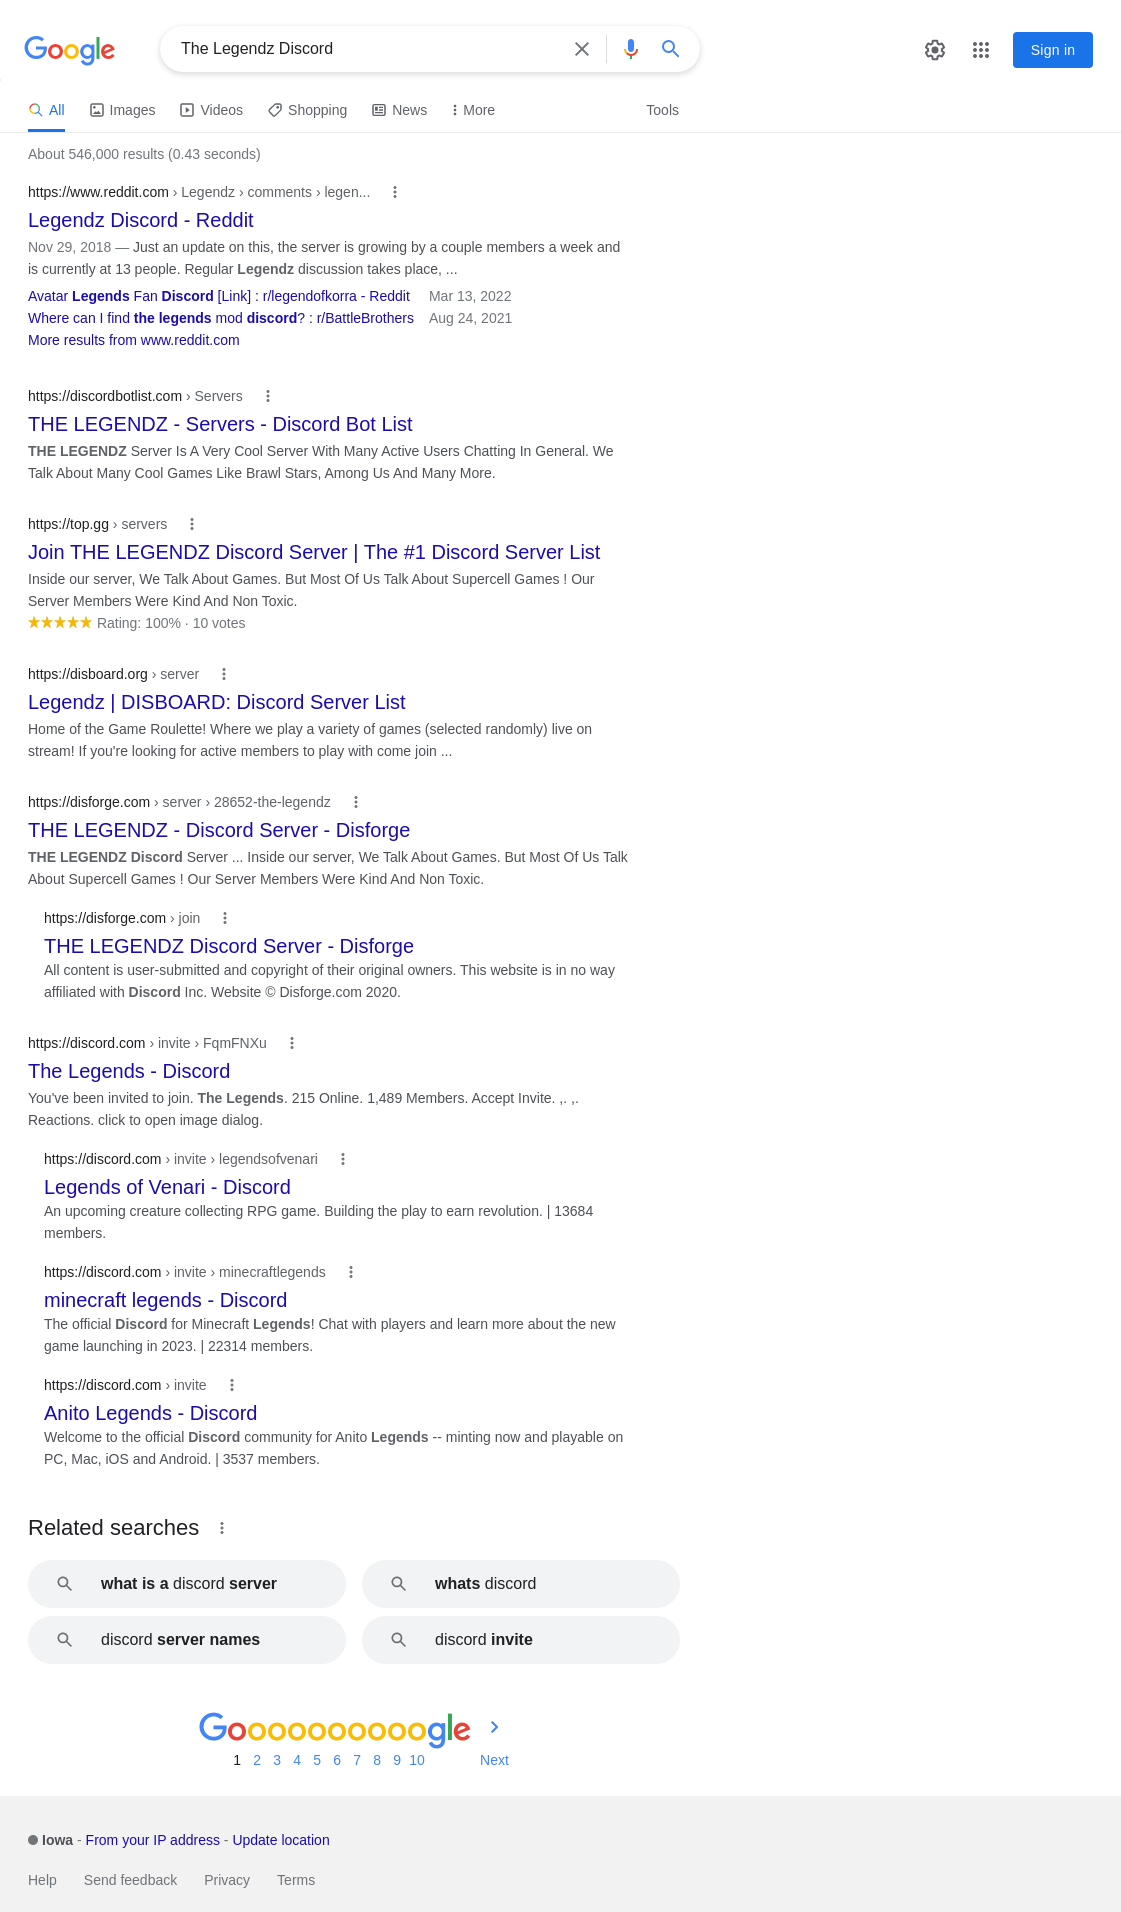 Google
The Legendz Discord
Sign in
All Images Videos Shopping News More Tools
About 546,000 results (0.43 seconds)
https://www.reddit.com › Legendz › comments › legen...
Legendz Discord - Reddit
Nov 29, 2018 — Just an update on this, the server is growing by a couple members a week and
is currently at 13 people. Regular Legendz discussion takes place, ...
Avatar Legends Fan Discord [Link] : r/legendofkorra - Reddit Mar 13, 2022
Where can I find the legends mod discord? : r/BattleBrothers Aug 24, 2021
More results from www.reddit.com
https://discordbotlist.com › Servers
THE LEGENDZ - Servers - Discord Bot List
THE LEGENDZ Server Is A Very Cool Server With Many Active Users Chatting In General. We
Talk About Many Cool Games Like Brawl Stars, Among Us And Many More.
https://top.gg › servers
Join THE LEGENDZ Discord Server | The #1 Discord Server List
Inside our server, We Talk About Games. But Most Of Us Talk About Supercell Games ! Our
Server Members Were Kind And Non Toxic.
Rating: 100% · 10 votes
https://disboard.org › server
Legendz | DISBOARD: Discord Server List
Home of the Game Roulette! Where we play a variety of games (selected randomly) live on
stream! If you're looking for active members to play with come join ...
https://disforge.com › server › 28652-the-legendz
THE LEGENDZ - Discord Server - Disforge
THE LEGENDZ Discord Server ... Inside our server, We Talk About Games. But Most Of Us Talk
About Supercell Games ! Our Server Members Were Kind And Non Toxic.
https://disforge.com › join
THE LEGENDZ Discord Server - Disforge
All content is user-submitted and copyright of their original owners. This website is in no way
affiliated with Discord Inc. Website © Disforge.com 2020.
https://discord.com › invite › FqmFNXu
The Legends - Discord
You've been invited to join. The Legends. 215 Online. 1,489 Members. Accept Invite. ,. ,.
Reactions. click to open image dialog.
https://discord.com › invite › legendsofvenari
Legends of Venari - Discord
An upcoming creature collecting RPG game. Building the play to earn revolution. | 13684
members.
https://discord.com › invite › minecraftlegends
minecraft legends - Discord
The official Discord for Minecraft Legends! Chat with players and learn more about the new
game launching in 2023. | 22314 members.
https://discord.com › invite
Anito Legends - Discord
Welcome to the official Discord community for Anito Legends -- minting now and playable on
PC, Mac, iOS and Android. | 3537 members.
Related searches
what is a discord server
whats discord
discord server names
discord invite
Goooooooooogle
1 2 3 4 5 6 7 8 9 10 Next
Iowa - From your IP address - Update location
Help Send feedback Privacy Terms